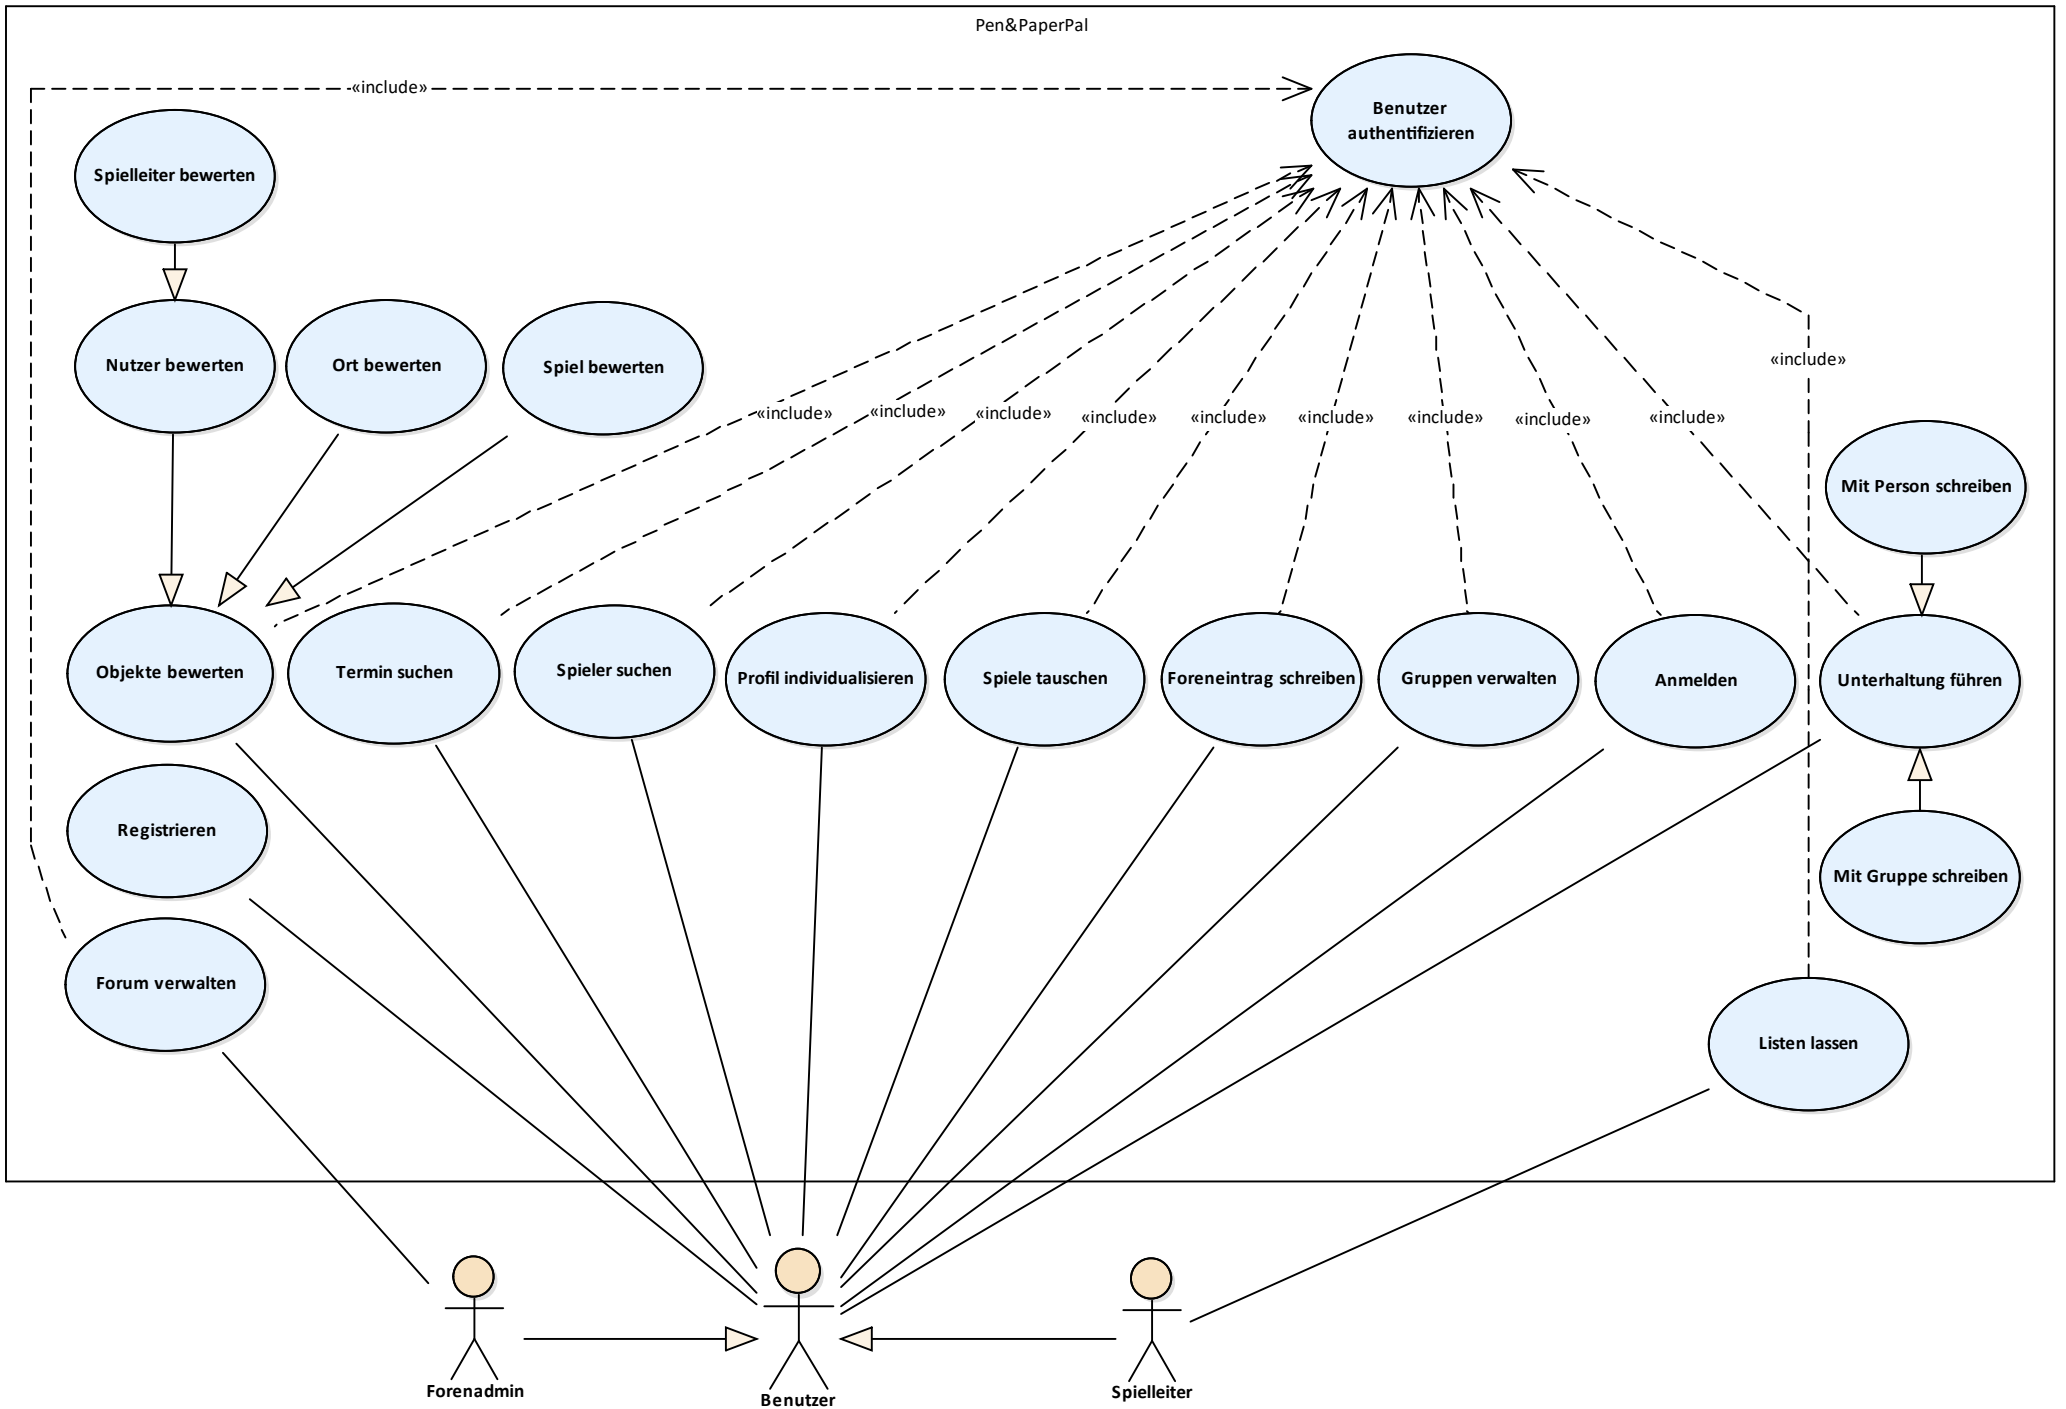 Pen&PaperPal
«include»
Benutzer
authentifizieren
Spielleiter bewerten
Nutzer bewerten
Ort bewerten
Spiel bewerten
«include»
«include»
«include»
«include»
«include»
«include»
«include»
«include»
«include»
«include»
Mit Person schreiben
Objekte bewerten
Termin suchen
Spieler suchen
Profil individualisieren
Spiele tauschen
Foreneintrag schreiben
Gruppen verwalten
Anmelden
Unterhaltung führen
Registrieren
Mit Gruppe schreiben
Forum verwalten
Listen lassen
Forenadmin
Benutzer
Spielleiter